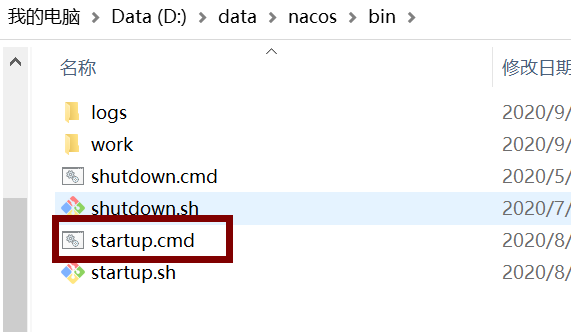 我的电脑 > Data (D:) > data > nacos > bin >
名称 修改日期
logs 2020/9/
work 2020/9/
shutdown.cmd 2020/5/
shutdown.sh 2020/7/
startup.cmd 2020/8/
startup.sh 2020/8/